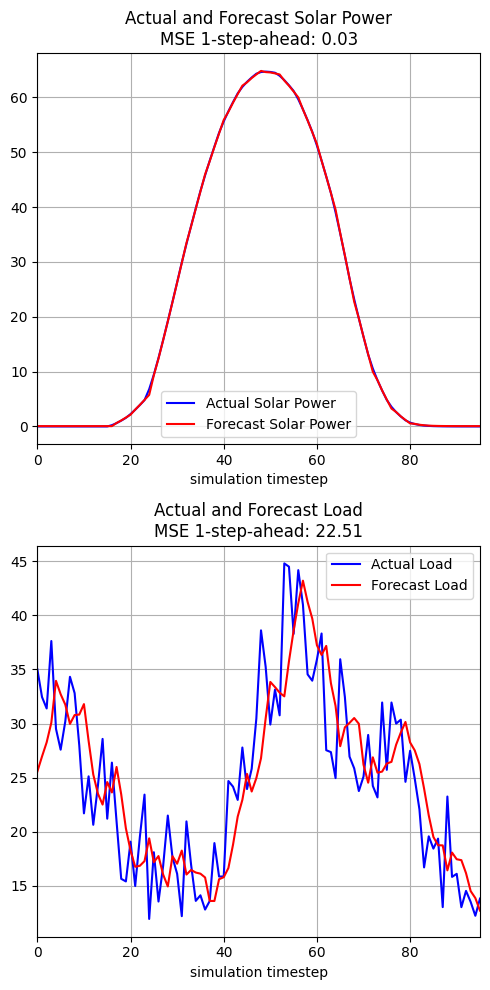 Actual and Forecast Solar Power
MSE 1-step-ahead: 0.03
60
50
40
30
20
10
0
Actual Solar Power
Forecast Solar Power
0 20 40 60 80
simulation timestep
Actual and Forecast Load
MSE 1-step-ahead: 22.51
45
40
35
30
25
20
15
Actual Load
Forecast Load
0 20 40 60 80
simulation timestep